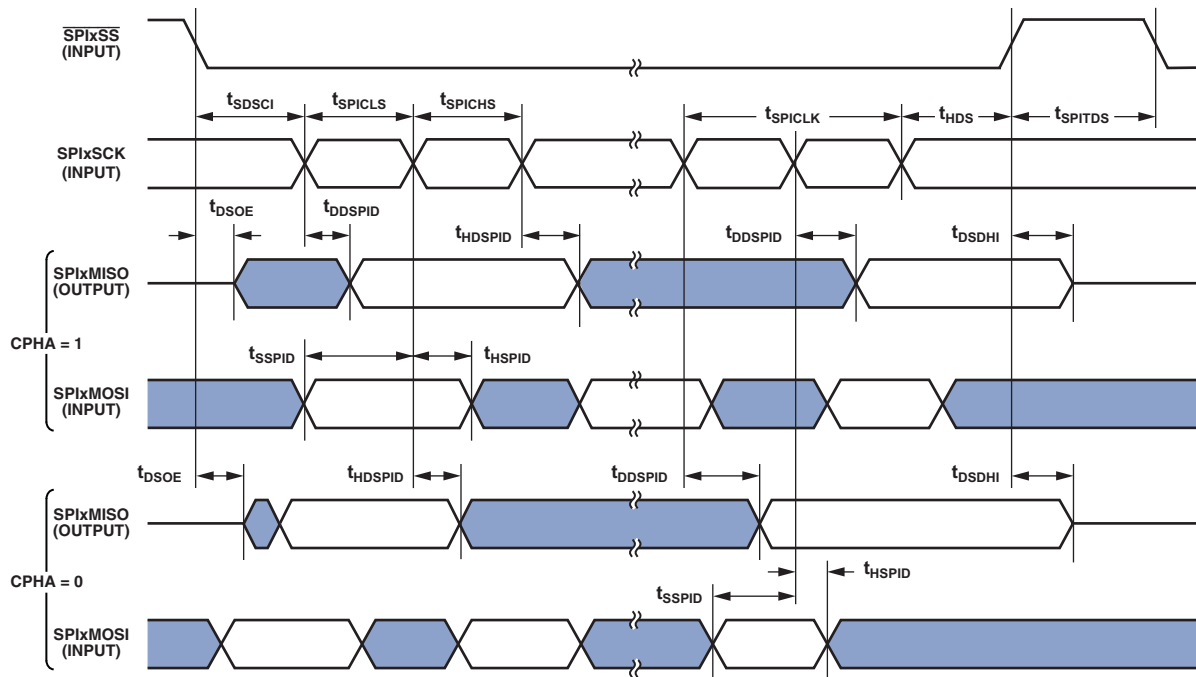 SPIxSS
(INPUT)
tSDSCI tSPICLS tSPICHS tSPICLK tHDS tSPITDS
SPIxSCK
(INPUT)
tDSOE tDDSPID tHDSPID tDDSPID tDSDHI
SPIxMISO
(OUTPUT)
CPHA = 1
tSSPID tHSPID
SPIxMOSI
(INPUT)
tDSOE tHDSPID tDDSPID tDSDHI
SPIxMISO
(OUTPUT)
CPHA = 0
tHSPID
tSSPID
SPIxMOSI
(INPUT)